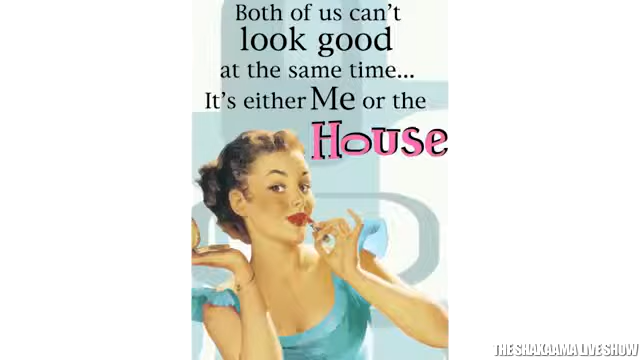 Both of us can't
look good
at the same time...
It's either Me or the
House
THE SHAKAAMA LIVE SHOW